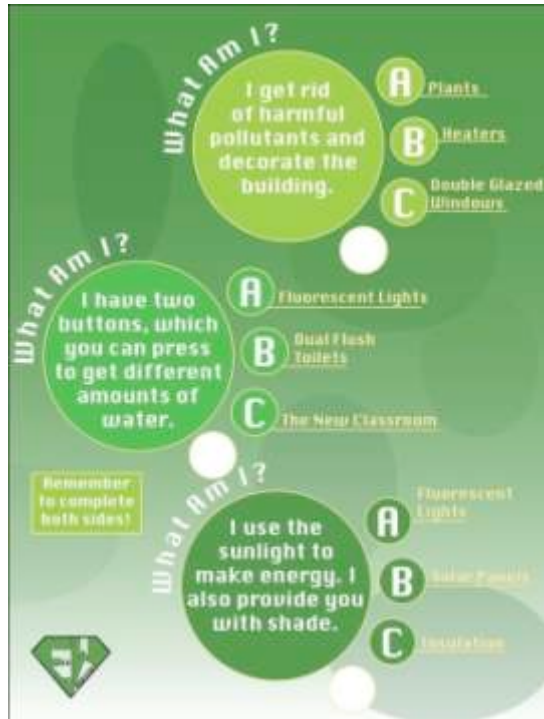 What Am I?
I get rid
of harmful
pollutants and
decorate the
building.
A Plants
B Heaters
C Double Glazed
Windows
What Am I?
I have two
buttons, which
you can press
to get different
amounts of
water.
A Fluorescent Lights
B Dual Flush
Toilets
C The New Classroom
Remember
to complete
both sides!
What Am I?
I use the
sunlight to
make energy. I
also provide you
with shade.
A Fluorescent
Lights
B Solar Panels
C Insulation